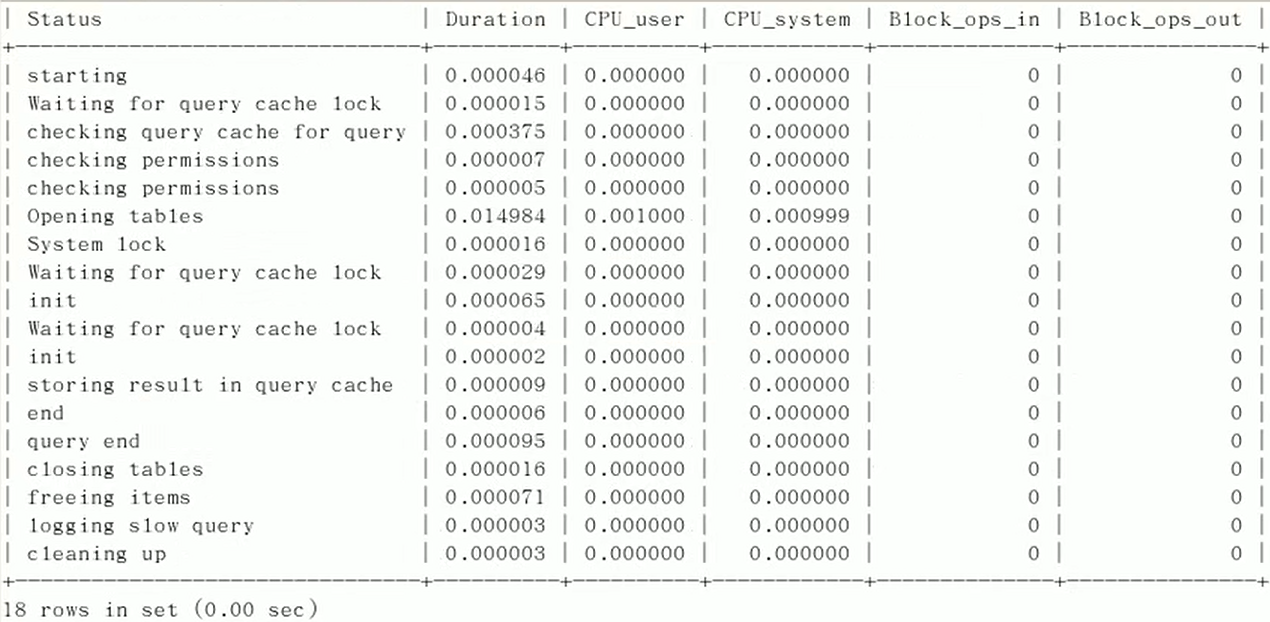 | Status                         | Duration | CPU_user | CPU_system | Block_ops_in | Block_ops_out |
+--------------------------------+----------+----------+------------+--------------+---------------+
| starting                       | 0.000046 | 0.000000 |   0.000000 |            0 |             0 |
| Waiting for query cache lock   | 0.000015 | 0.000000 |   0.000000 |            0 |             0 |
| checking query cache for query | 0.000375 | 0.000000 |   0.000000 |            0 |             0 |
| checking permissions           | 0.000007 | 0.000000 |   0.000000 |            0 |             0 |
| checking permissions           | 0.000005 | 0.000000 |   0.000000 |            0 |             0 |
| Opening tables                 | 0.014984 | 0.001000 |   0.000999 |            0 |             0 |
| System lock                    | 0.000016 | 0.000000 |   0.000000 |            0 |             0 |
| Waiting for query cache lock   | 0.000029 | 0.000000 |   0.000000 |            0 |             0 |
| init                           | 0.000065 | 0.000000 |   0.000000 |            0 |             0 |
| Waiting for query cache lock   | 0.000004 | 0.000000 |   0.000000 |            0 |             0 |
| init                           | 0.000002 | 0.000000 |   0.000000 |            0 |             0 |
| storing result in query cache  | 0.000009 | 0.000000 |   0.000000 |            0 |             0 |
| end                            | 0.000006 | 0.000000 |   0.000000 |            0 |             0 |
| query end                      | 0.000095 | 0.000000 |   0.000000 |            0 |             0 |
| closing tables                 | 0.000016 | 0.000000 |   0.000000 |            0 |             0 |
| freeing items                  | 0.000071 | 0.000000 |   0.000000 |            0 |             0 |
| logging slow query             | 0.000003 | 0.000000 |   0.000000 |            0 |             0 |
| cleaning up                    | 0.000003 | 0.000000 |   0.000000 |            0 |             0 |
+--------------------------------+----------+----------+------------+--------------+---------------+
18 rows in set (0.00 sec)